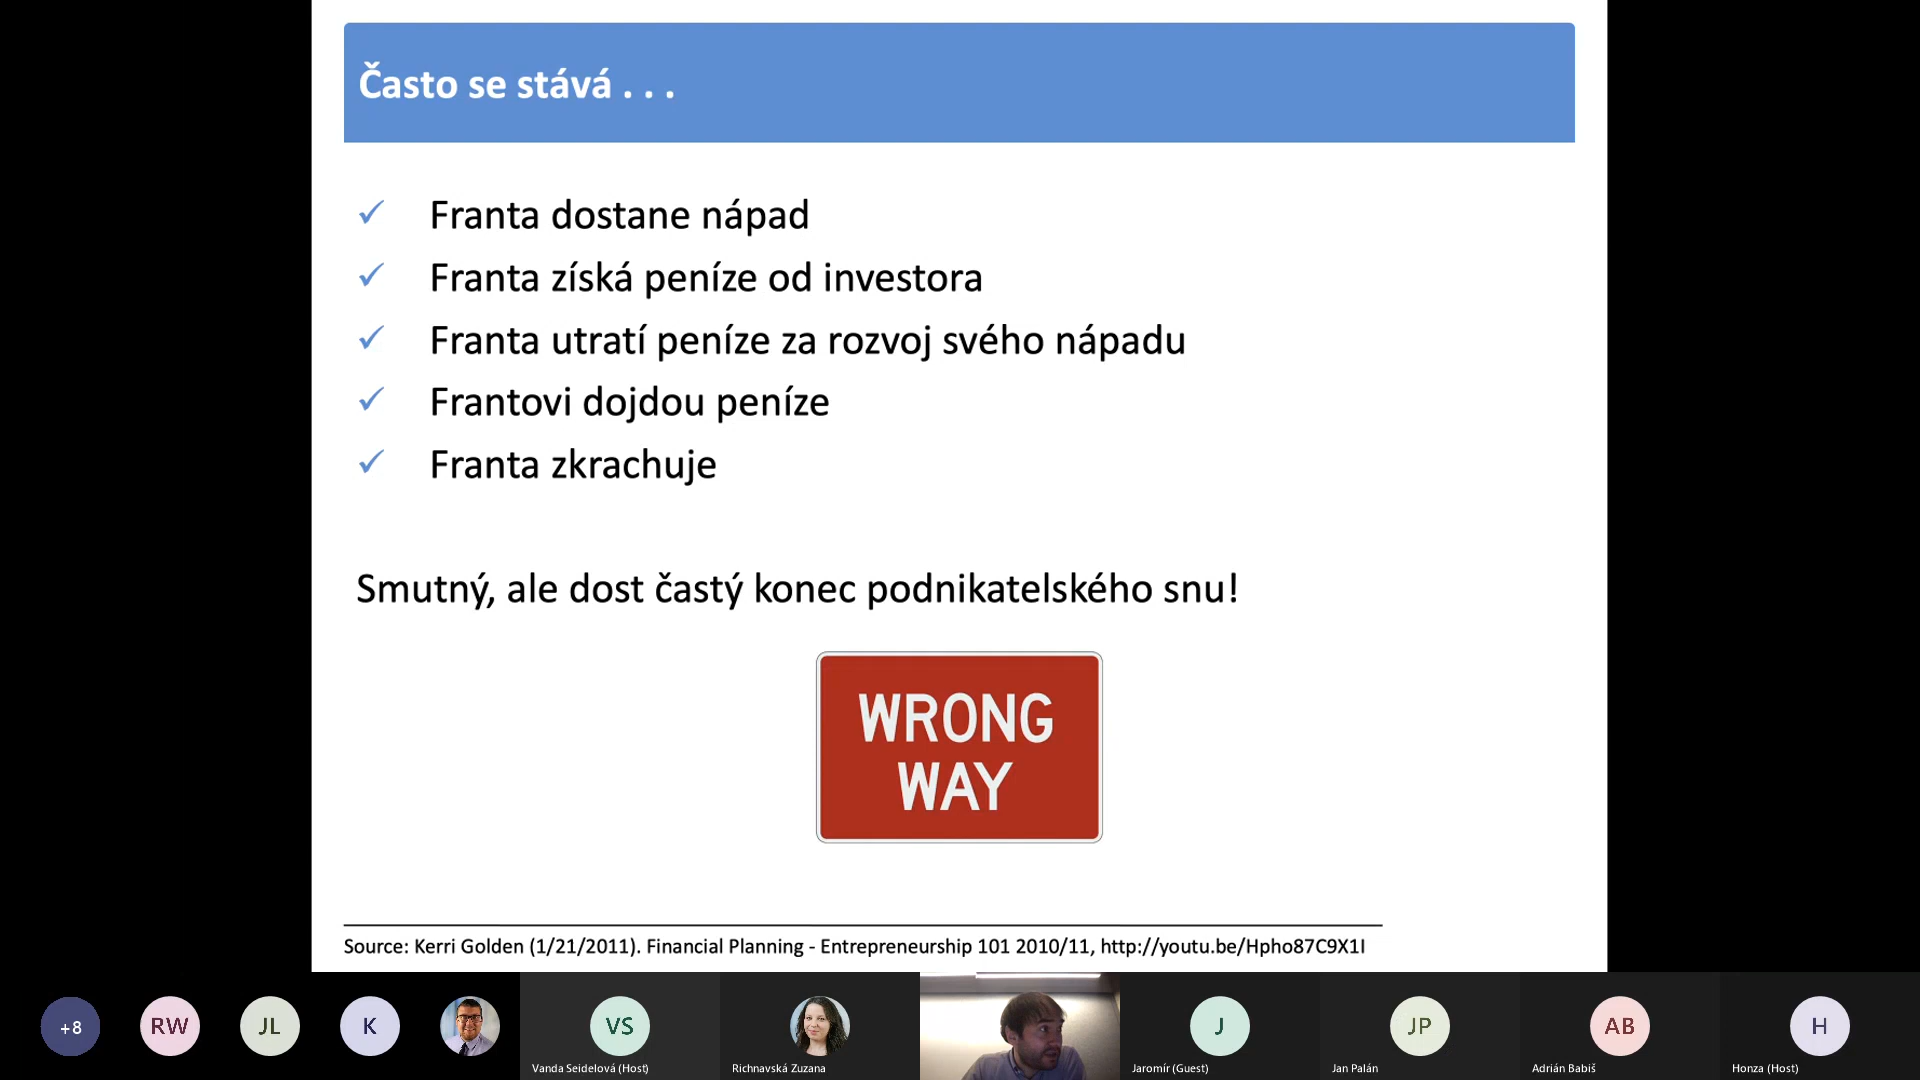 Často se stává . . .
Franta dostane nápad
Franta získá peníze od investora
Franta utratí peníze za rozvoj svého nápadu
Frantovi dojdou peníze
Franta zkrachuje
Smutný, ale dost častý konec podnikatelského snu!
WRONG
WAY
Source: Kerri Golden (1/21/2011). Financial Planning - Entrepreneurship 101 2010/11, http://youtu.be/Hpho87C9X1I
+8
RW
JL
K
VS
Vanda Seidelová (Host)
Richnavská Zuzana
J
Jaromír (Guest)
JP
Jan Palán
AB
Adrián Babiš
H
Honza (Host)